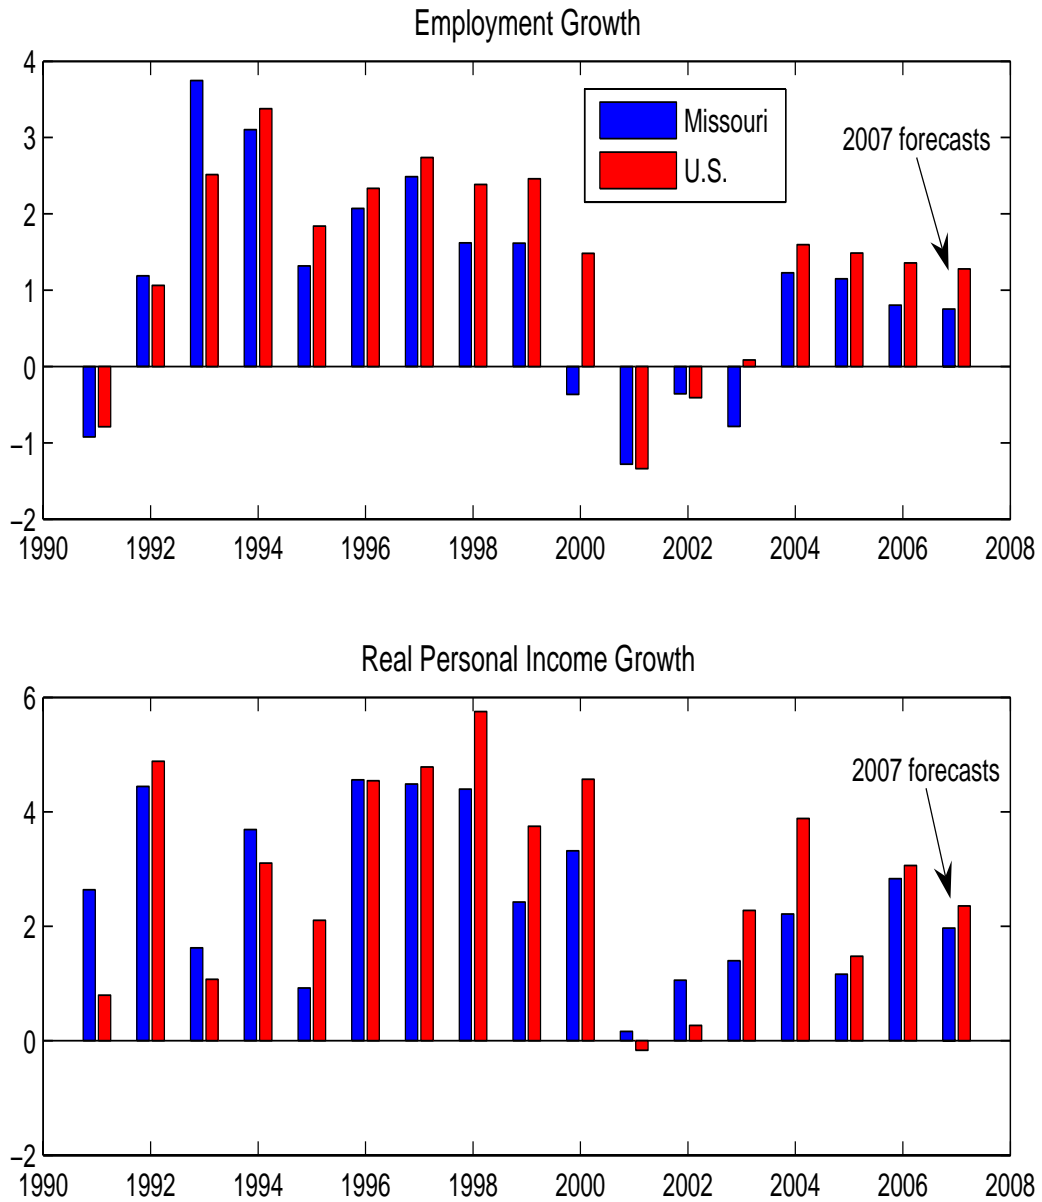 Employment Growth
4
3
2
1
0
−1
−2
Missouri
U.S.
2007 forecasts
1990 1992 1994 1996 1998 2000 2002 2004 2006 2008
Real Personal Income Growth
6
4
2
0
−2
2007 forecasts
1990 1992 1994 1996 1998 2000 2002 2004 2006 2008